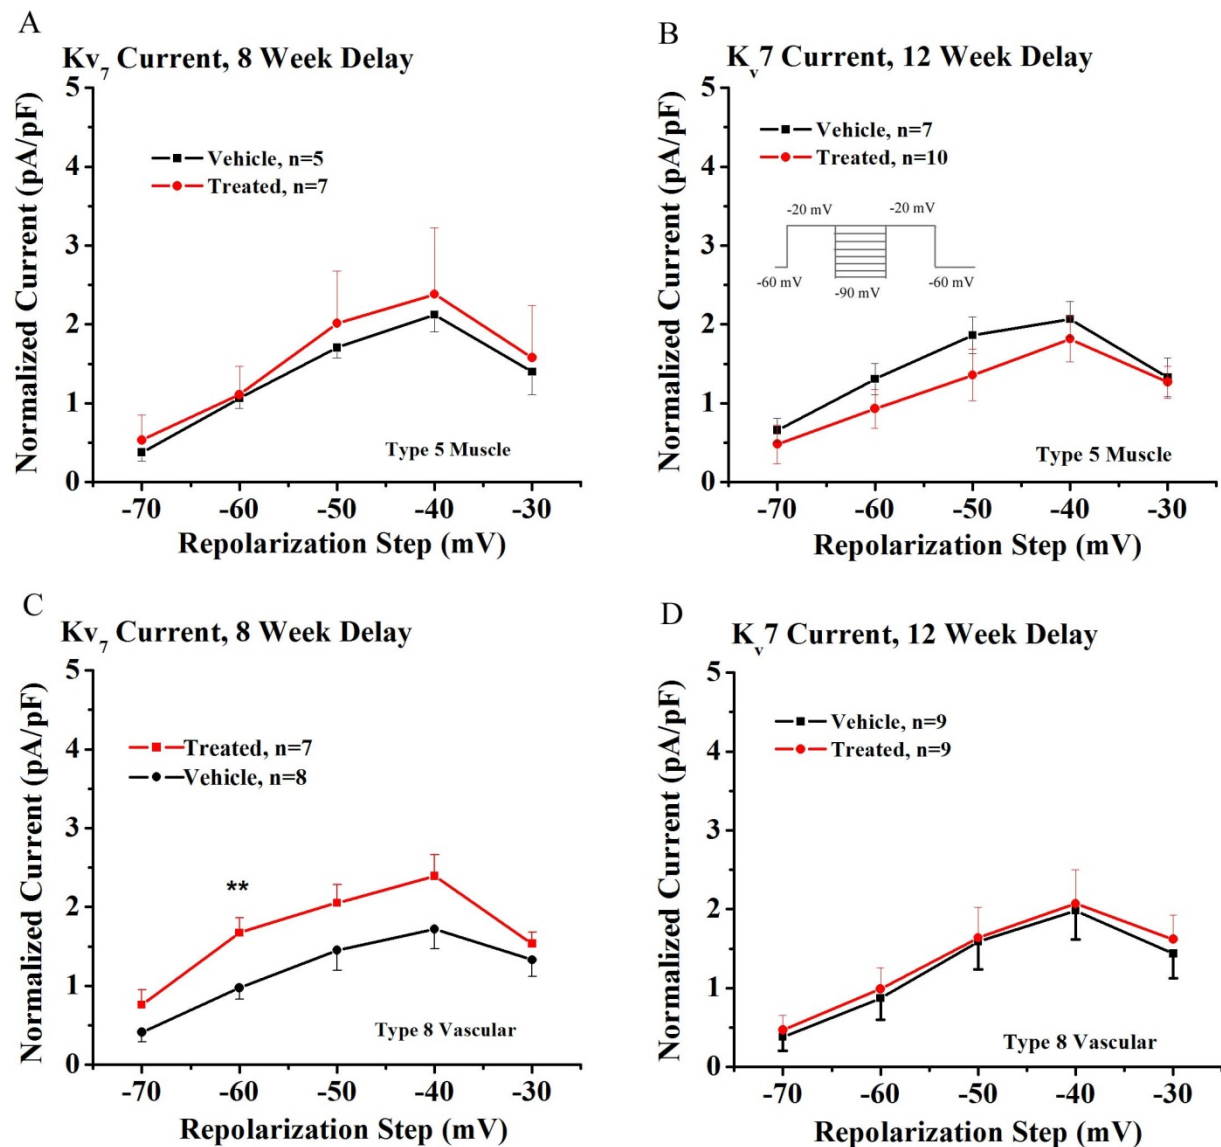 A
Kv7 Current, 8 Week Delay
Normalized Current (pA/pF)
5
4
3
2
1
0
Vehicle, n=5
Treated, n=7
Type 5 Muscle
-70 -60 -50 -40 -30
Repolarization Step (mV)
B
Kv7 Current, 12 Week Delay
Normalized Current (pA/pF)
5
4
3
2
1
0
Vehicle, n=7
Treated, n=10
-20 mV -20 mV
-60 mV -90 mV -60 mV
Type 5 Muscle
-70 -60 -50 -40 -30
Repolarization Step (mV)
C
Kv7 Current, 8 Week Delay
Normalized Current (pA/pF)
5
4
3
2
1
0
Treated, n=7
Vehicle, n=8
**
Type 8 Vascular
-70 -60 -50 -40 -30
Repolarization Step (mV)
D
Kv7 Current, 12 Week Delay
Normalized Current (pA/pF)
5
4
3
2
1
0
Vehicle, n=9
Treated, n=9
Type 8 Vascular
-70 -60 -50 -40 -30
Repolarization Step (mV)